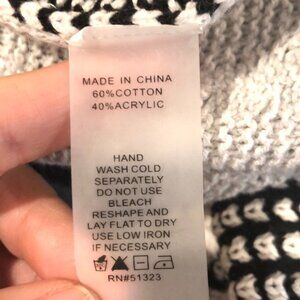 MADE IN CHINA
60%COTTON
40%ACRYLIC
HAND
WASH COLD
SEPARATELY
DO NOT USE
BLEACH
RESHAPE AND
LAY FLAT TO DRY
USE LOW IRON
IF NECESSARY
RN#51323